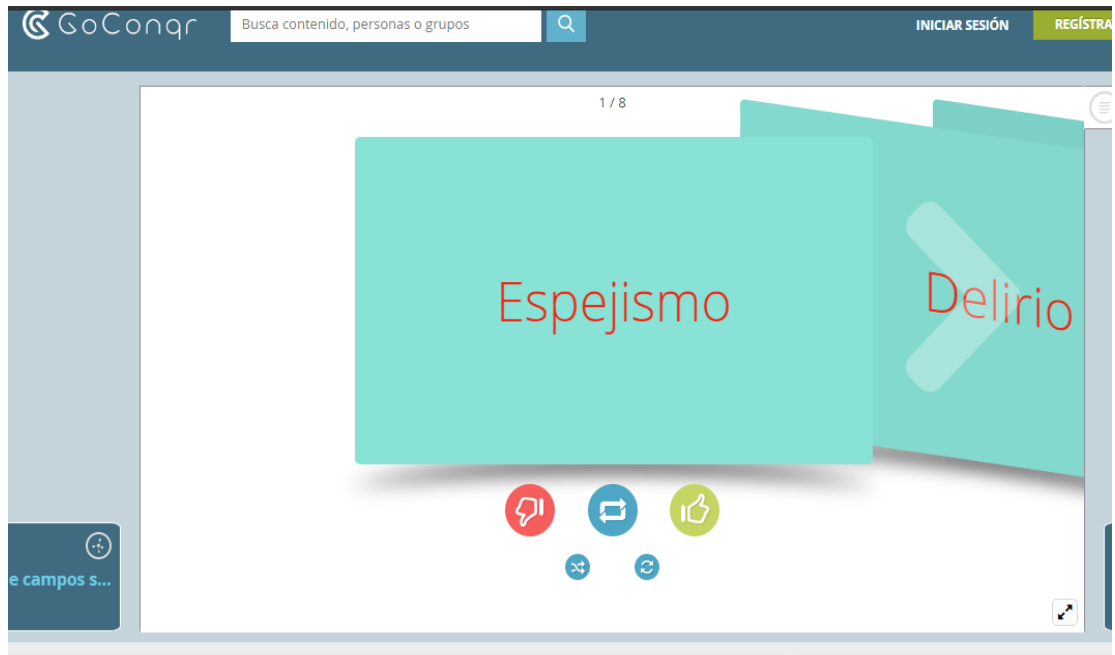 GoConqr
Busca contenido, personas o grupos
INICIAR SESIÓN
REGÍSTRA
1 / 8
Espejismo
Delirio
e campos s...